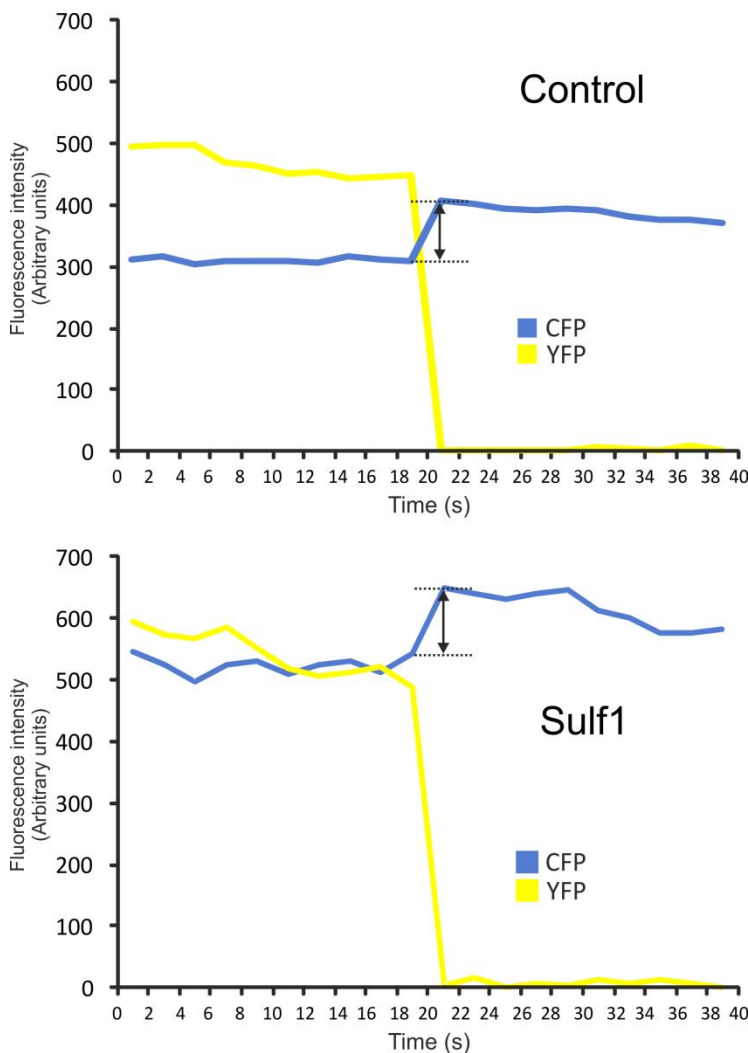 700
600
500
400
300
200
100
0
Fluorescence intensity
(Arbitrary units)
Control
CFP
YFP
0 2 4 6 8 10 12 14 16 18 19 20 22 24 26 28 30 32 34 36 38 40
Time (s)
700
600
500
400
300
200
100
0
Fluorescence intensity
(Arbitrary units)
Sulf1
CFP
YFP
0 2 4 6 8 10 12 14 16 18 19 20 22 24 26 28 30 32 34 36 38 40
Time (s)